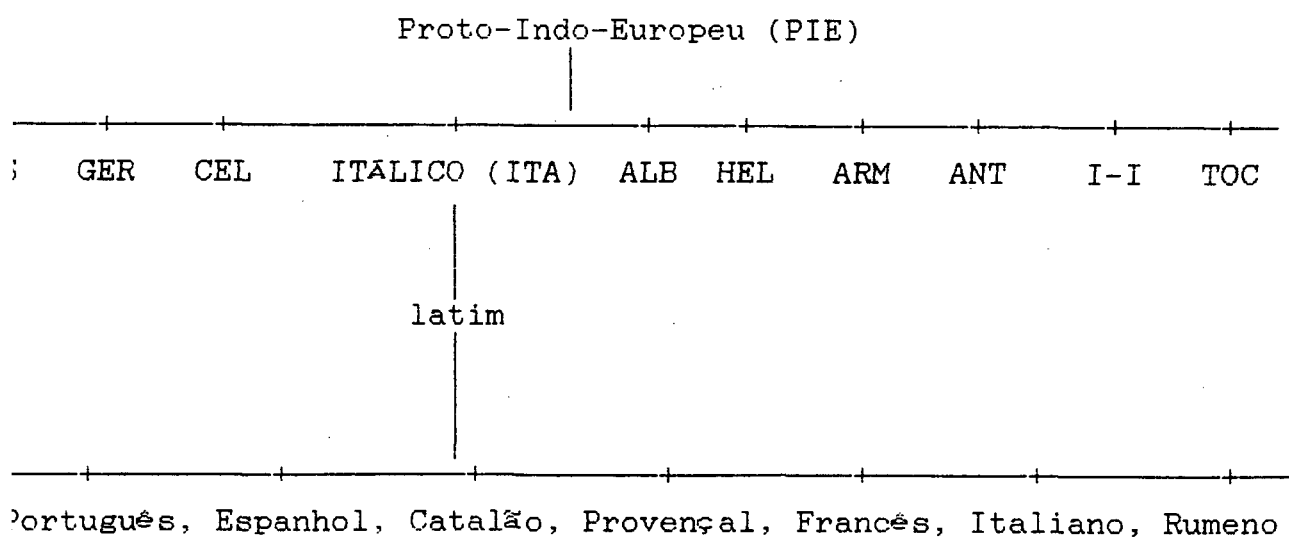 Proto-Indo-Europeu (PIE)
GER CEL ITÁLICO (ITA) ALB HEL ARM ANT I-I TOC
latim
Português, Espanhol, Catalão, Provençal, Francês, Italiano, Rumeno